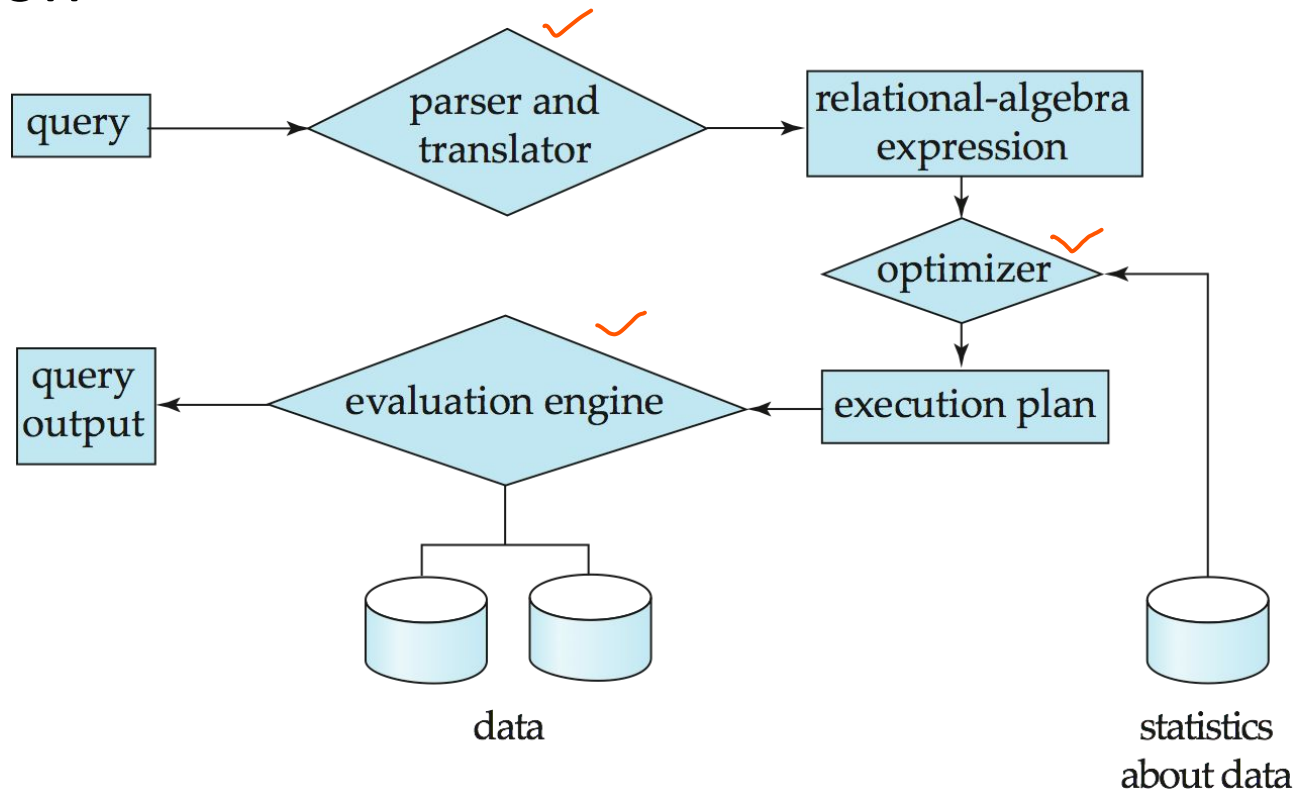 query
parser and
translator
relational-algebra
expression
optimizer
query
output
evaluation engine
execution plan
data
statistics
about data